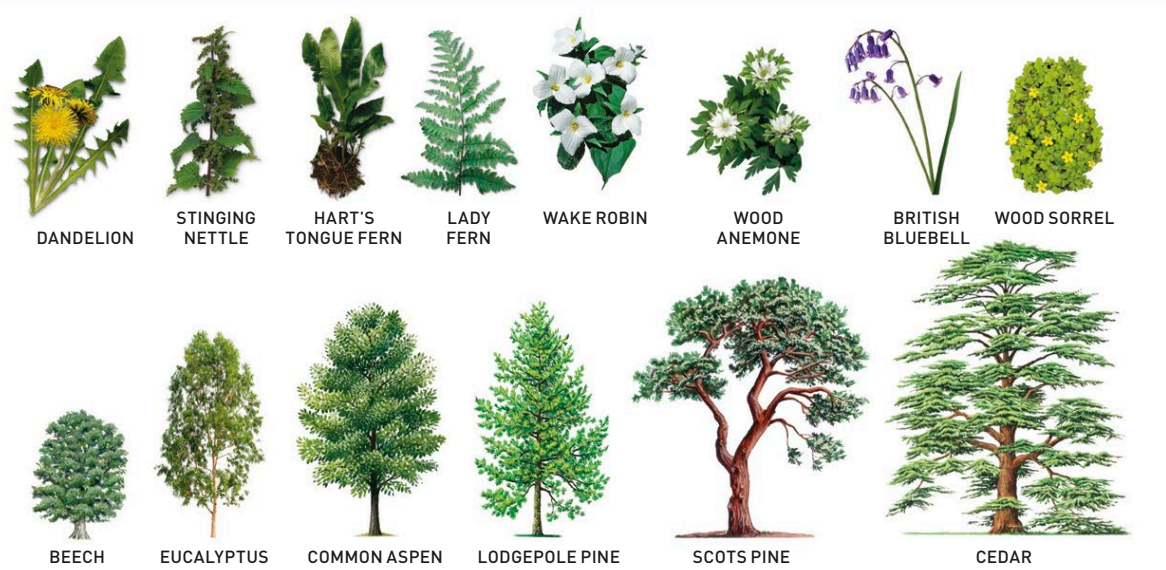 DANDELION
STINGING
NETTLE
HART'S
TONGUE FERN
LADY
FERN
WAKE ROBIN
WOOD
ANEMONE
BRITISH
BLUEBELL
WOOD SORREL
BEECH
EUCALYPTUS
COMMON ASPEN
LODGEPOLE PINE
SCOTS PINE
CEDAR